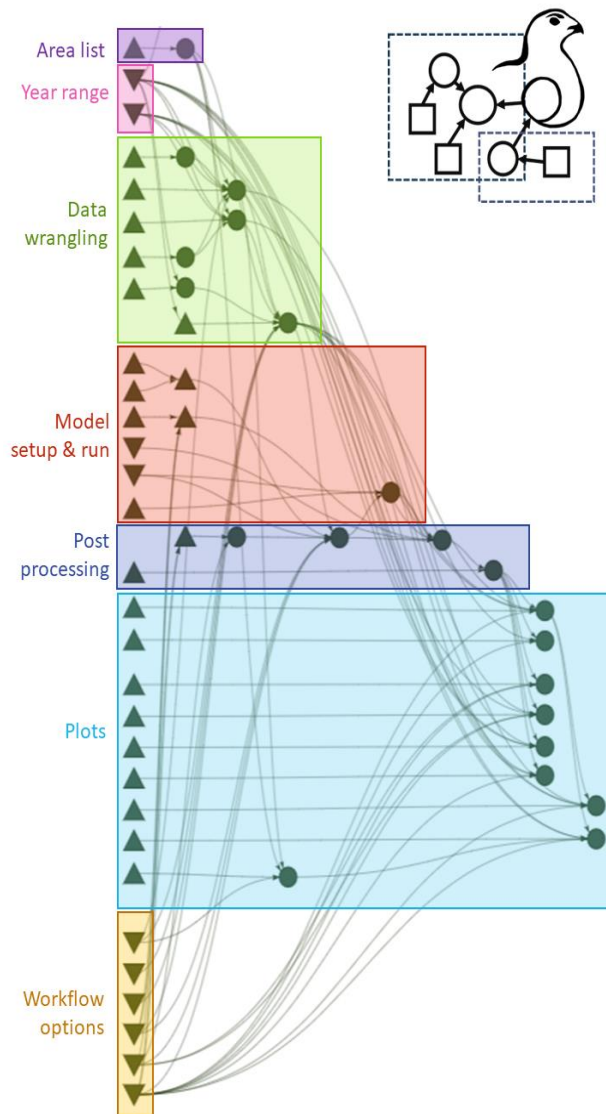 Area list
Year range
Data
wrangling
Model
setup & run
Post
processing
Plots
Workflow
options